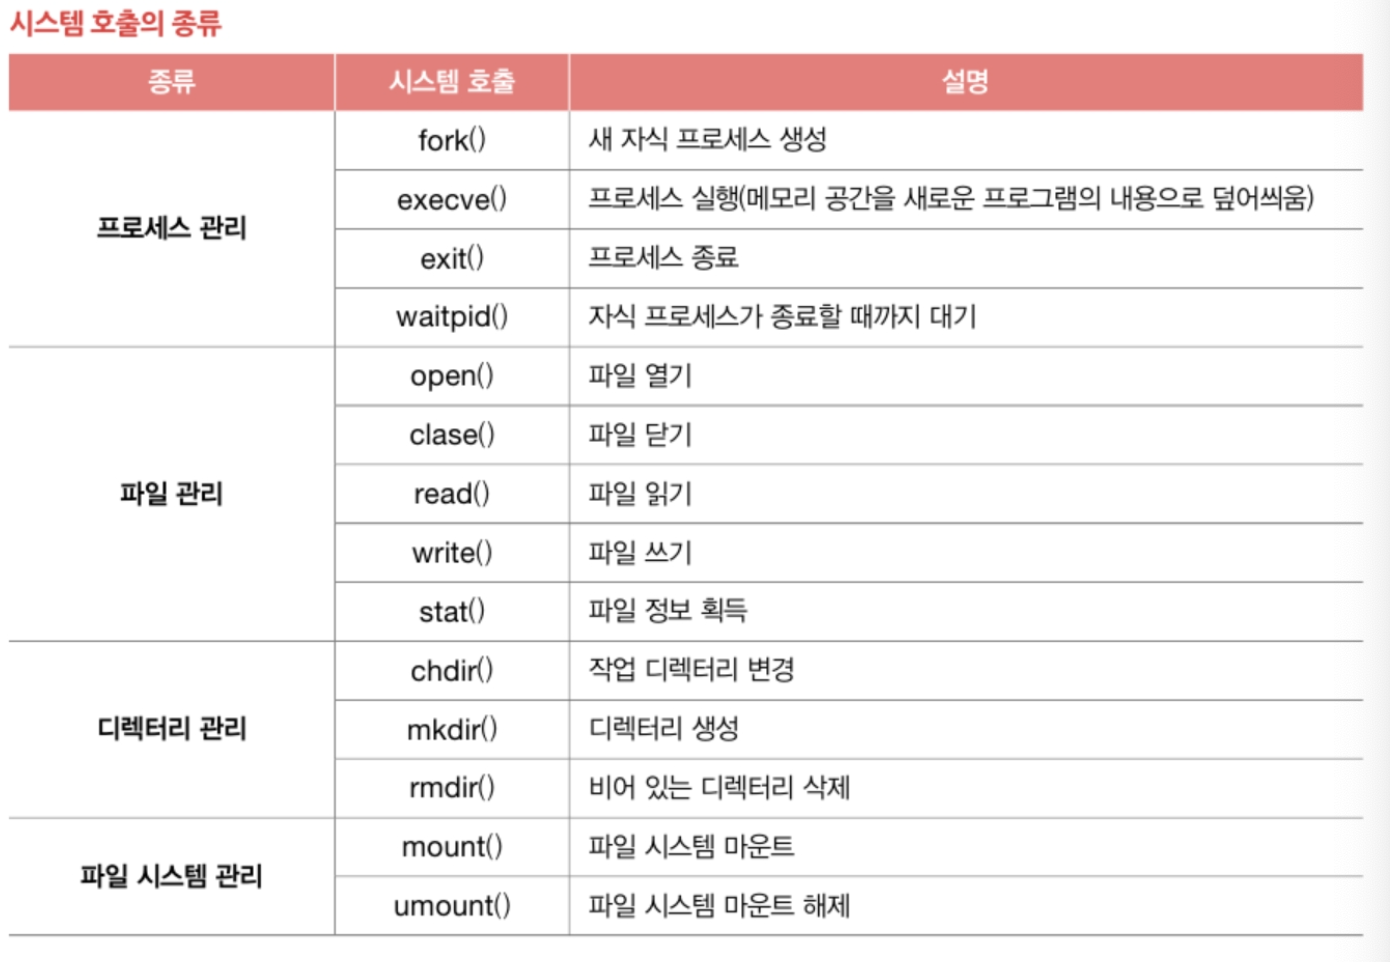 시스템 호출의 종류
종류 시스템 호출 설명
프로세스 관리
fork() 새 자식 프로세스 생성
execve() 프로세스 실행(메모리 공간을 새로운 프로그램의 내용으로 덮어씌움)
exit() 프로세스 종료
waitpid() 자식 프로세스가 종료할 때까지 대기
파일 관리
open() 파일 열기
clase() 파일 닫기
read() 파일 읽기
write() 파일 쓰기
stat() 파일 정보 획득
디렉터리 관리
chdir() 작업 디렉터리 변경
mkdir() 디렉터리 생성
rmdir() 비어 있는 디렉터리 삭제
파일 시스템 관리
mount() 파일 시스템 마운트
umount() 파일 시스템 마운트 해제